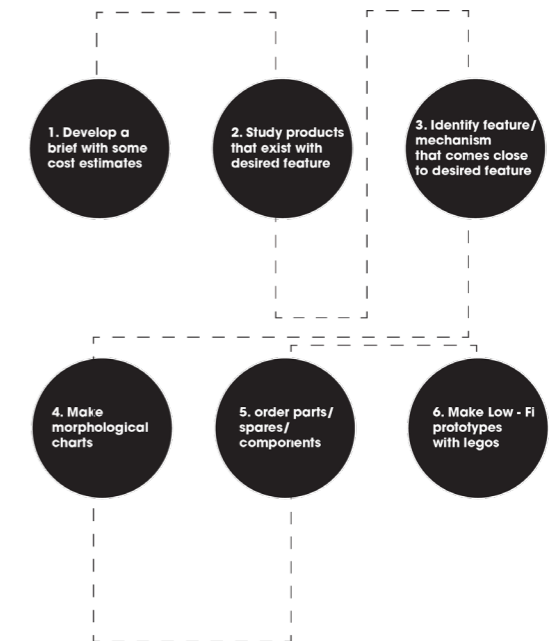 1. Develop a
brief with some
cost estimates
2. Study products
that exist with
desired feature
3. Identify feature/
mechanism
that comes close
to desired feature
4. Make
morphological
charts
5. order parts/
spares/
components
6. Make Low - Fi
prototypes
with legos